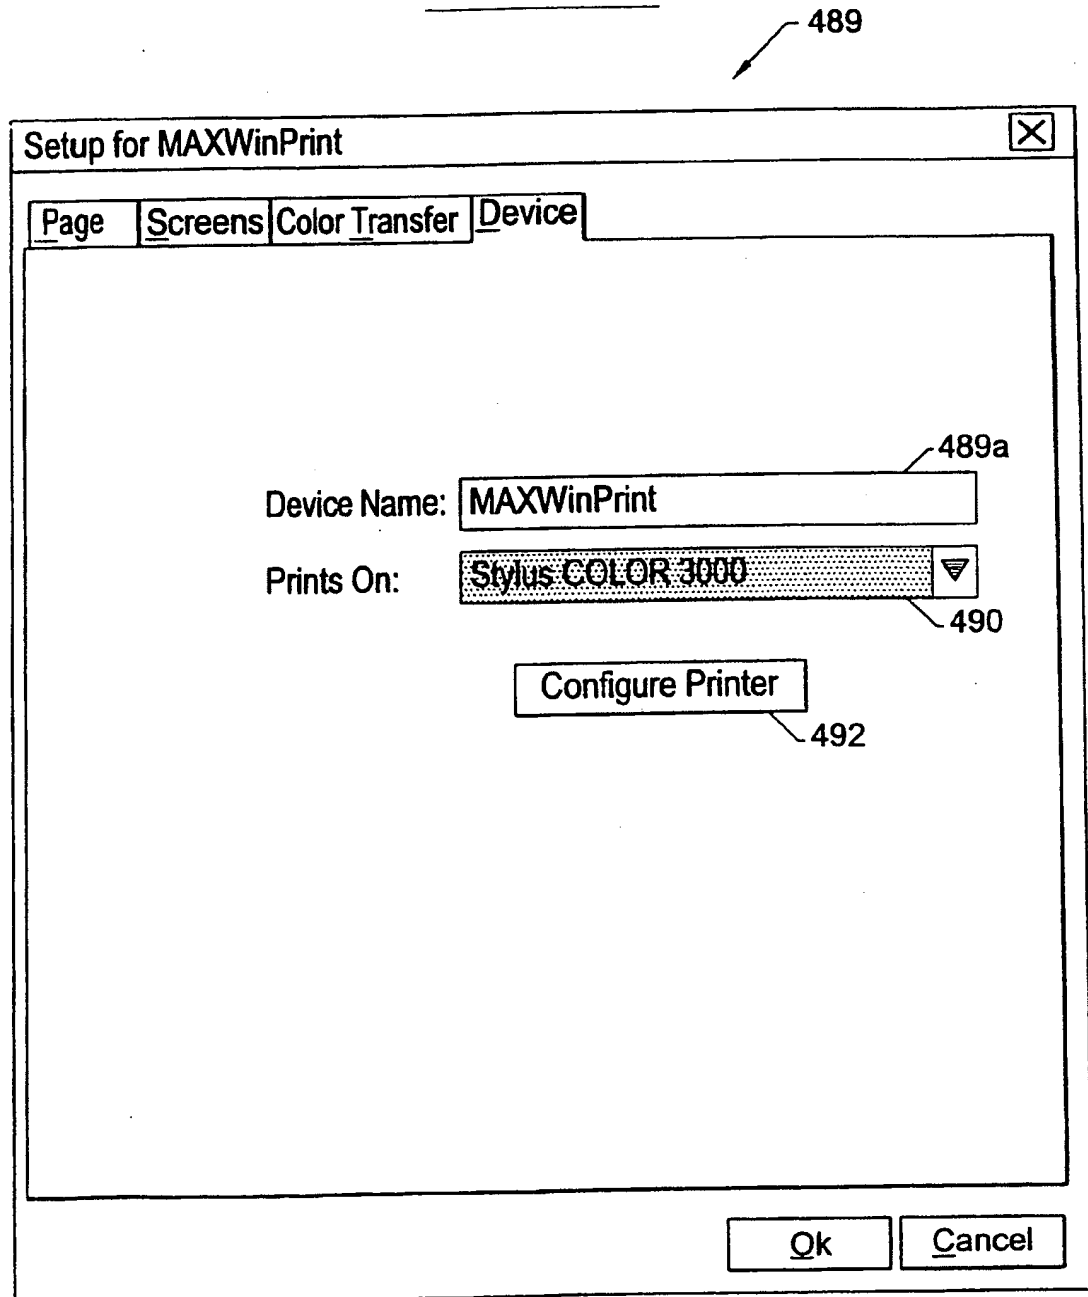 489
Setup for MAXWinPrint
Page Screens Color Transfer Device
489a
Device Name: MAXWinPrint
Prints On: Stylus COLOR 3000
490
Configure Printer
492
Ok Cancel